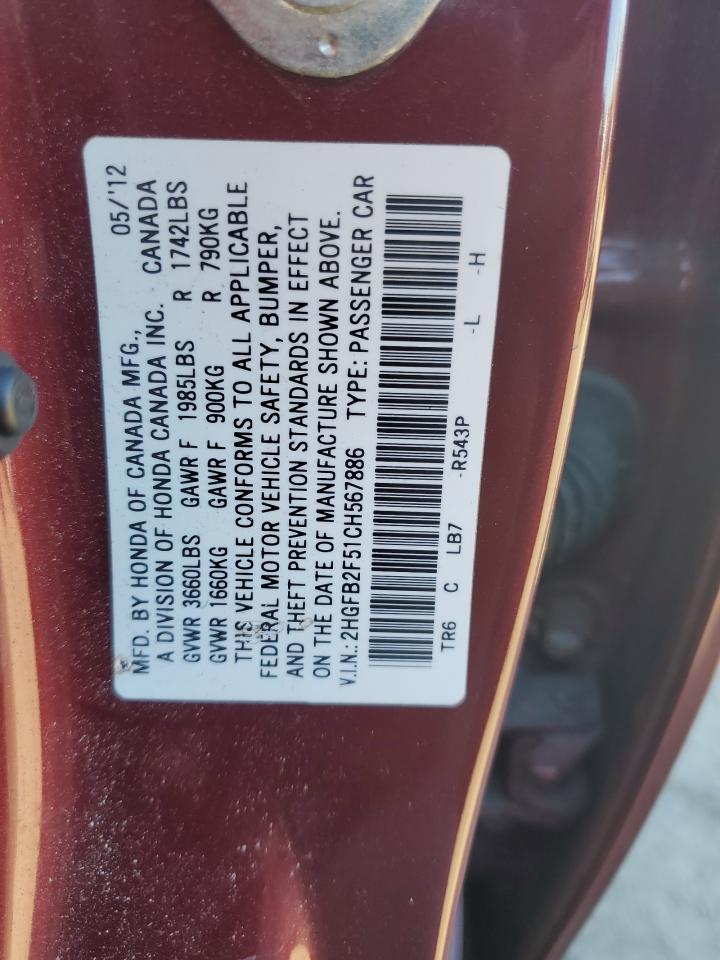 MFD. BY HONDA OF CANADA MFG., 05/'12
A DIVISION OF HONDA CANADA INC. CANADA
GVWR 3660LBS GAWR F 1985LBS R 1742LBS
GVWR 1660KG GAWR F 900KG R 790KG
THIS VEHICLE CONFORMS TO ALL APPLICABLE
FEDERAL MOTOR VEHICLE SAFETY, BUMPER,
AND THEFT PREVENTION STANDARDS IN EFFECT
ON THE DATE OF MANUFACTURE SHOWN ABOVE.
V.I.N.: 2HGFB2F51CH567886 TYPE: PASSENGER CAR
TR6 C LB7 -R543P -L -H